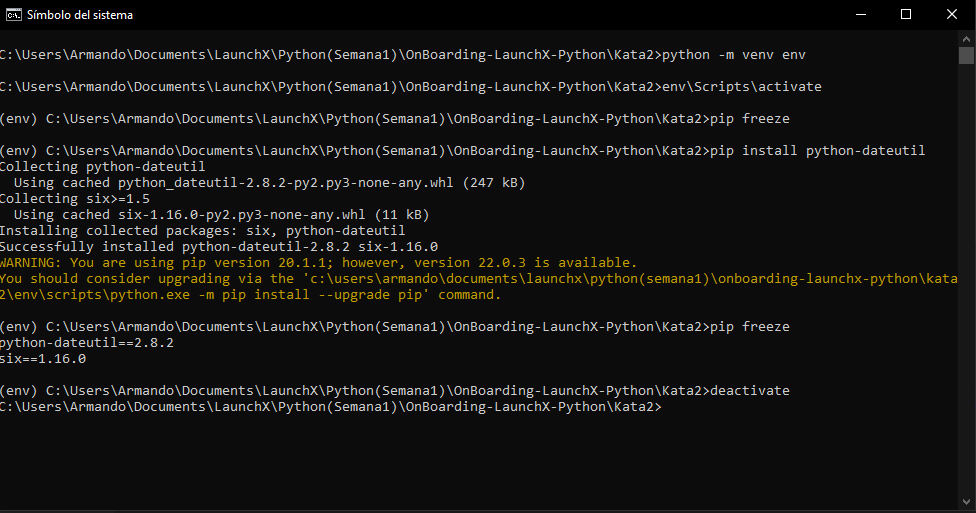 Símbolo del sistema
C:\Users\Armando\Documents\LaunchX\Python(Semana1)\OnBoarding-LaunchX-Python\Kata2>python -m venv env
C:\Users\Armando\Documents\LaunchX\Python(Semana1)\OnBoarding-LaunchX-Python\Kata2>env\Scripts\activate
(env) C:\Users\Armando\Documents\LaunchX\Python(Semana1)\OnBoarding-LaunchX-Python\Kata2>pip freeze
(env) C:\Users\Armando\Documents\LaunchX\Python(Semana1)\OnBoarding-LaunchX-Python\Kata2>pip install python-dateutil
Collecting python-dateutil
  Using cached python_dateutil-2.8.2-py2.py3-none-any.whl (247 kB)
Collecting six>=1.5
  Using cached six-1.16.0-py2.py3-none-any.whl (11 kB)
Installing collected packages: six, python-dateutil
Successfully installed python-dateutil-2.8.2 six-1.16.0
WARNING: You are using pip version 20.1.1; however, version 22.0.3 is available.
You should consider upgrading via the 'c:\users\armando\documents\launchx\python(semana1)\onboarding-launchx-python\kata
2\env\scripts\python.exe -m pip install --upgrade pip' command.
(env) C:\Users\Armando\Documents\LaunchX\Python(Semana1)\OnBoarding-LaunchX-Python\Kata2>pip freeze
python-dateutil==2.8.2
six==1.16.0
(env) C:\Users\Armando\Documents\LaunchX\Python(Semana1)\OnBoarding-LaunchX-Python\Kata2>deactivate
C:\Users\Armando\Documents\LaunchX\Python(Semana1)\OnBoarding-LaunchX-Python\Kata2>